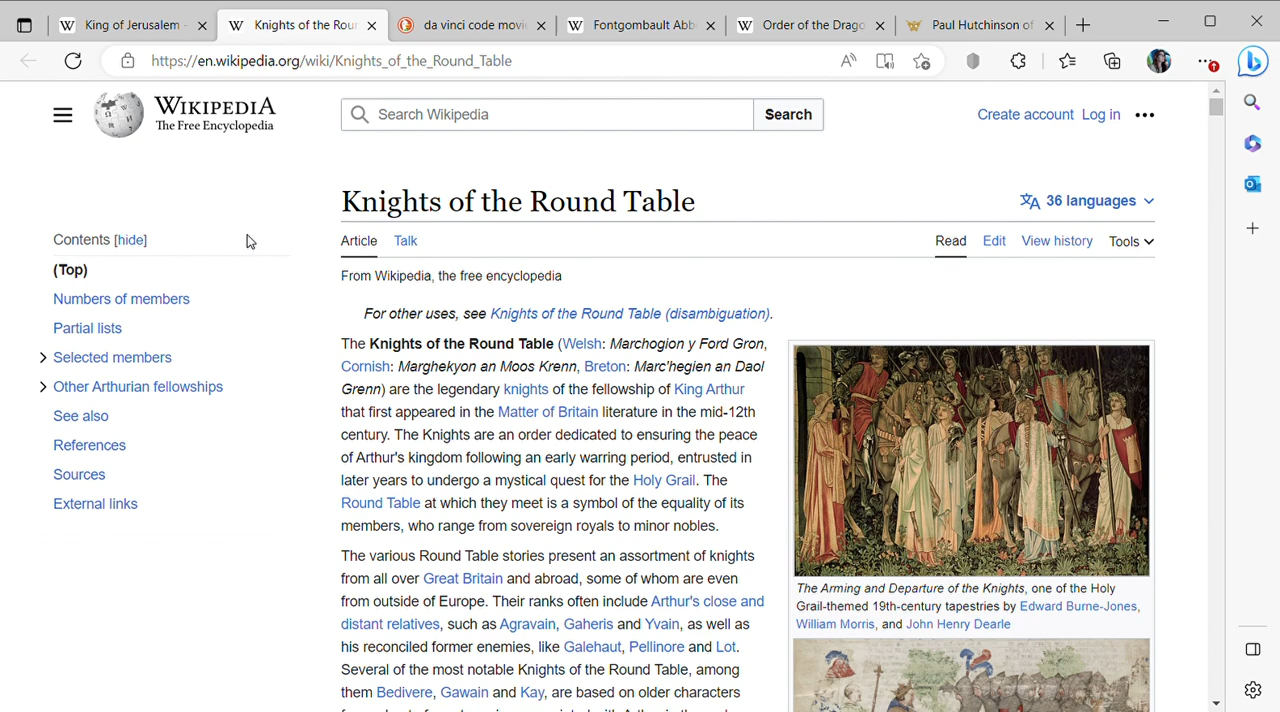 King of Jerusalem -
Knights of the Rour
da vinci code movi
Fontgombault Abb
Order of the Drago
Paul Hutchinson of
https://en.wikipedia.org/wiki/Knights_of_the_Round_Table
WIKIPEDIA
The Free Encyclopedia
Search Wikipedia
Search
Create account Log in
Knights of the Round Table
36 languages
Contents [hide]
Article Talk
Read Edit View history Tools
(Top)
Numbers of members
Partial lists
Selected members
Other Arthurian fellowships
See also
References
Sources
External links
From Wikipedia, the free encyclopedia
For other uses, see Knights of the Round Table (disambiguation).
The Knights of the Round Table (Welsh: Marchogion y Ford Gron,
Cornish: Marghekyon an Moos Krenn, Breton: Marc'hegien an Daol
Grenn) are the legendary knights of the fellowship of King Arthur
that first appeared in the Matter of Britain literature in the mid-12th
century. The Knights are an order dedicated to ensuring the peace
of Arthur's kingdom following an early warring period, entrusted in
later years to undergo a mystical quest for the Holy Grail. The
Round Table at which they meet is a symbol of the equality of its
members, who range from sovereign royals to minor nobles.
The various Round Table stories present an assortment of knights
from all over Great Britain and abroad, some of whom are even
from outside of Europe. Their ranks often include Arthur's close and
distant relatives, such as Agravain, Gaheris and Yvain, as well as
his reconciled former enemies, like Galehaut, Pellinore and Lot.
Several of the most notable Knights of the Round Table, among
them Bedivere, Gawain and Kay, are based on older characters
The Arming and Departure of the Knights, one of the Holy
Grail-themed 19th-century tapestries by Edward Burne-Jones,
William Morris, and John Henry Dearle